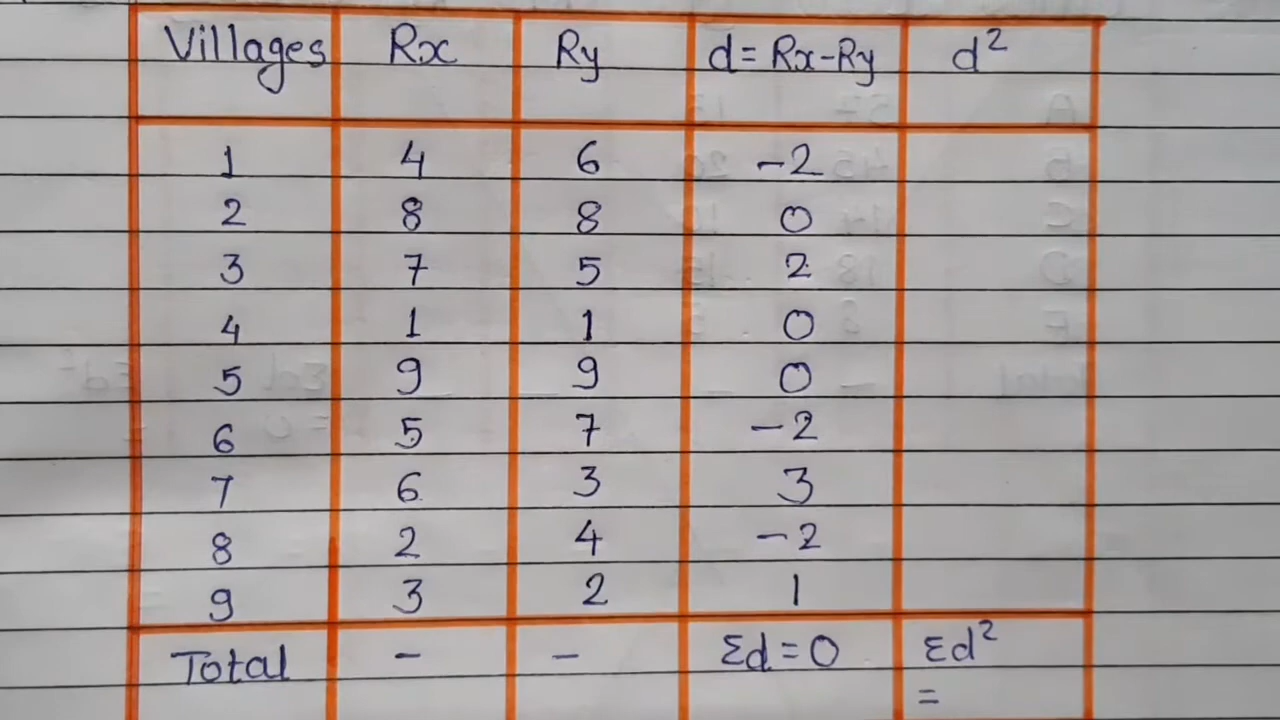 Villages Rx Ry d = Rx-Ry d²
1 4 6 -2
2 8 8 0
3 7 5 2
4 1 1 0
5 9 9 0
6 5 7 -2
7 6 3 3
8 2 4 -2
9 3 2 1
Total - - Σd = 0 Σd²
=